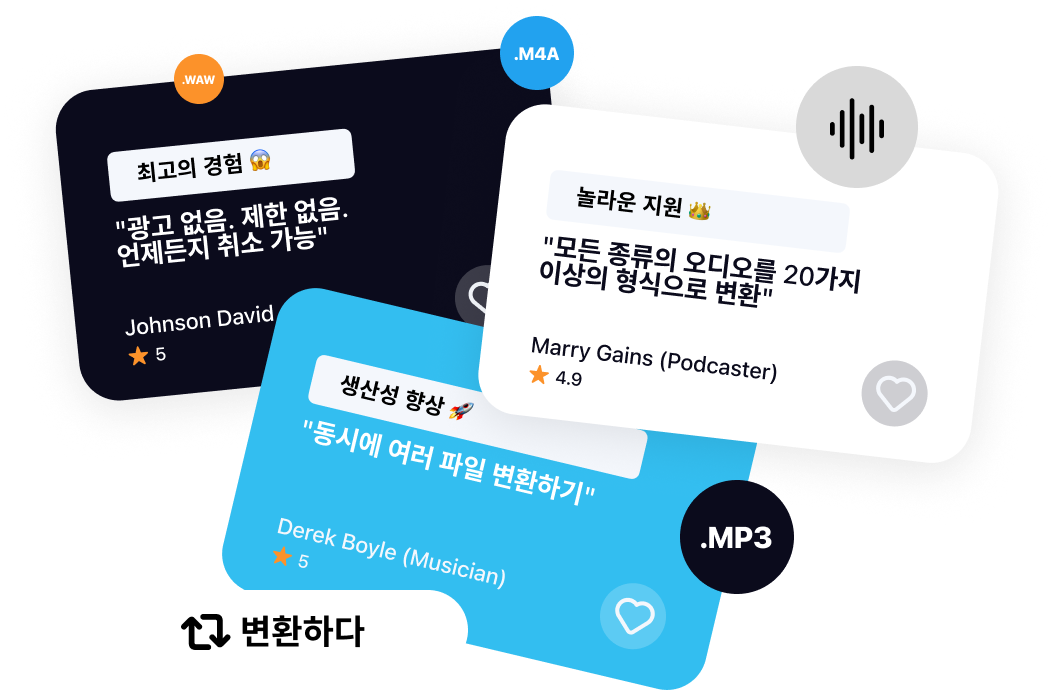 .M4A
.WAW
최고의 경험 😱
"광고 없음. 제한 없음.
언제든지 취소 가능"
Johnson David
5
놀라운 지원 👑
"모든 종류의 오디오를 20가지
이상의 형식으로 변환"
Marry Gains (Podcaster)
4.9
생산성 향상 🚀
"동시에 여러 파일 변환하기"
Derek Boyle (Musician)
5
.MP3
변환하다